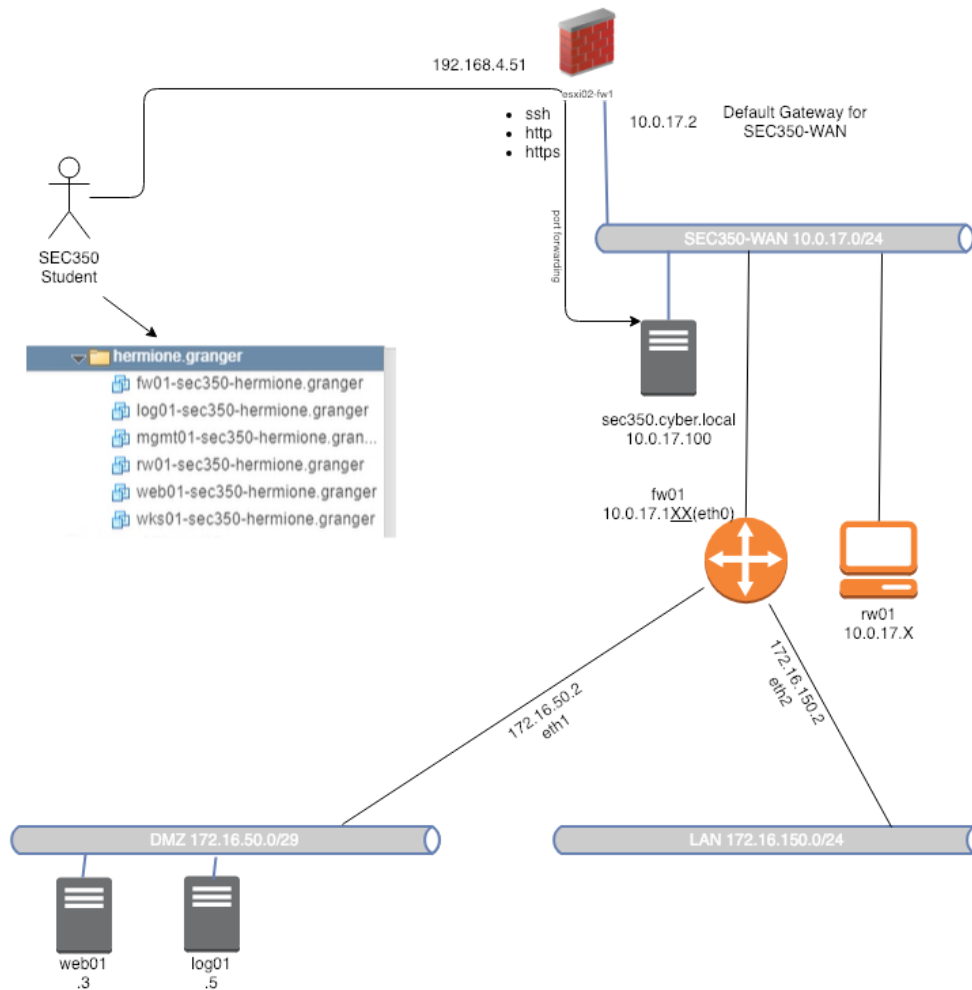 192.168.4.51
esxi02-fw1
ssh
http
https
10.0.17.2
Default Gateway for
SEC350-WAN
port forwarding
SEC350
Student
SEC350-WAN 10.0.17.0/24
hermione.granger
fw01-sec350-hermione.granger
log01-sec350-hermione.granger
mgmt01-sec350-hermione.gran...
rw01-sec350-hermione.granger
web01-sec350-hermione.granger
wks01-sec350-hermione.granger
sec350.cyber.local
10.0.17.100
fw01
10.0.17.1XX(eth0)
rw01
10.0.17.X
172.16.50.2
eth1
172.16.150.2
eth2
DMZ 172.16.50.0/29
LAN 172.16.150.0/24
web01
.3
log01
.5